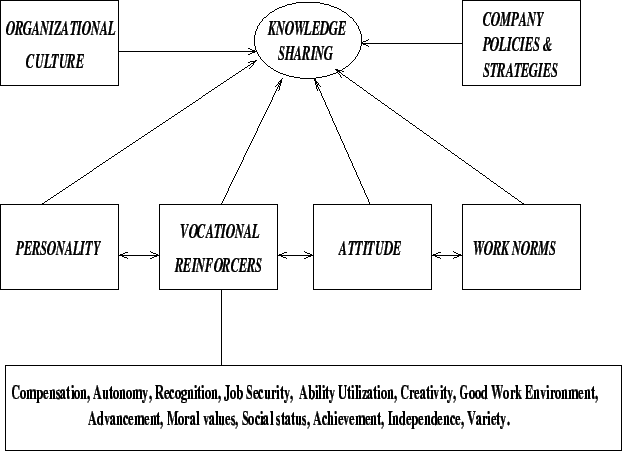 ORGANIZATIONAL
CULTURE
KNOWLEDGE
SHARING
COMPANY
POLICIES &
STRATEGIES
PERSONALITY
VOCATIONAL
REINFORCERS
ATTITUDE
WORK NORMS
Compensation, Autonomy, Recognition, Job Security, Ability Utilization, Creativity, Good Work Environment,
Advancement, Moral values, Social status, Achievement, Independence, Variety.